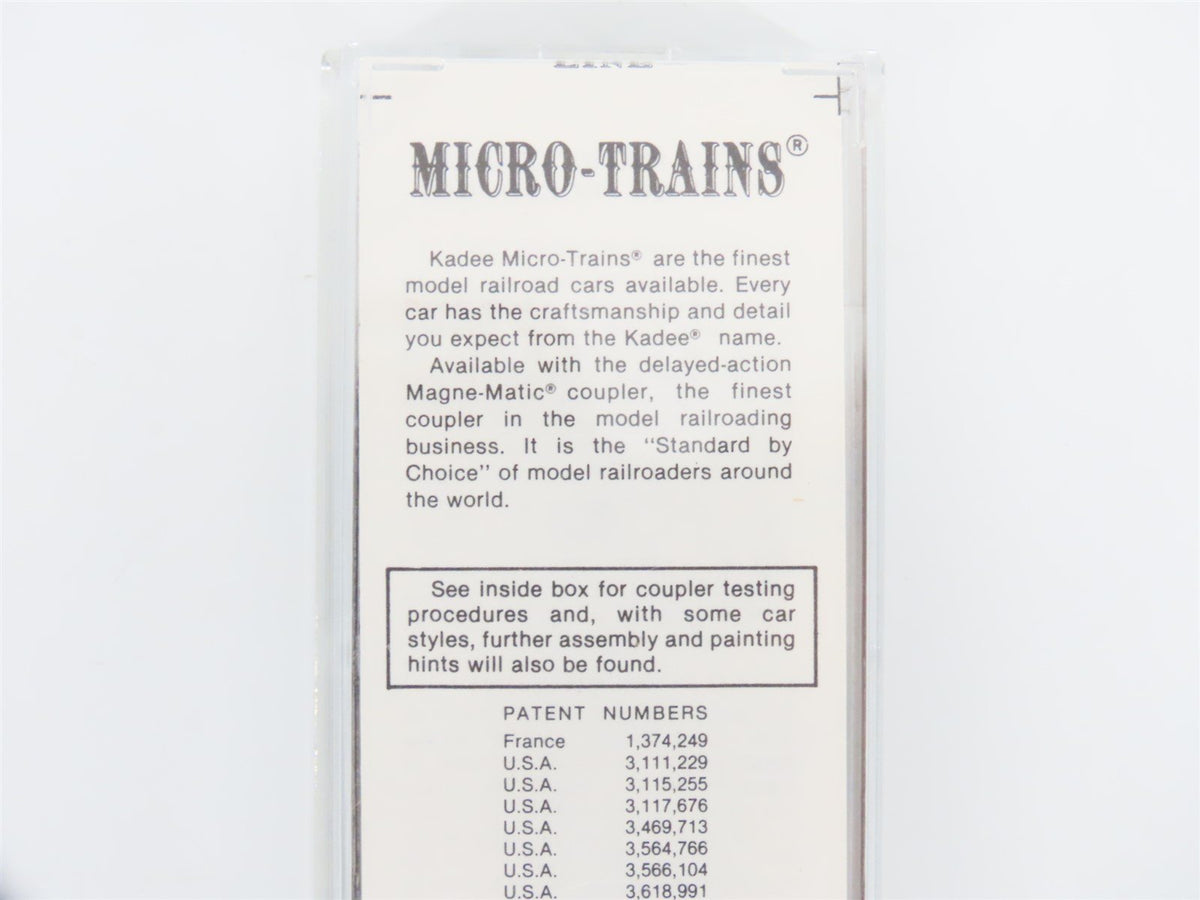 LINE
MICRO-TRAINS®
Kadee Micro-Trains® are the finest
model railroad cars available. Every
car has the craftsmanship and detail
you expect from the Kadee® name.
Available with the delayed-action
Magne-Matic® coupler, the finest
coupler in the model railroading
business. It is the "Standard by
Choice" of model railroaders around
the world.
See inside box for coupler testing
procedures and, with some car
styles, further assembly and painting
hints will also be found.
PATENT NUMBERS
France 1,374,249
U.S.A. 3,111,229
U.S.A. 3,115,255
U.S.A. 3,117,676
U.S.A. 3,469,713
U.S.A. 3,564,766
U.S.A. 3,566,104
U.S.A. 3,618,991